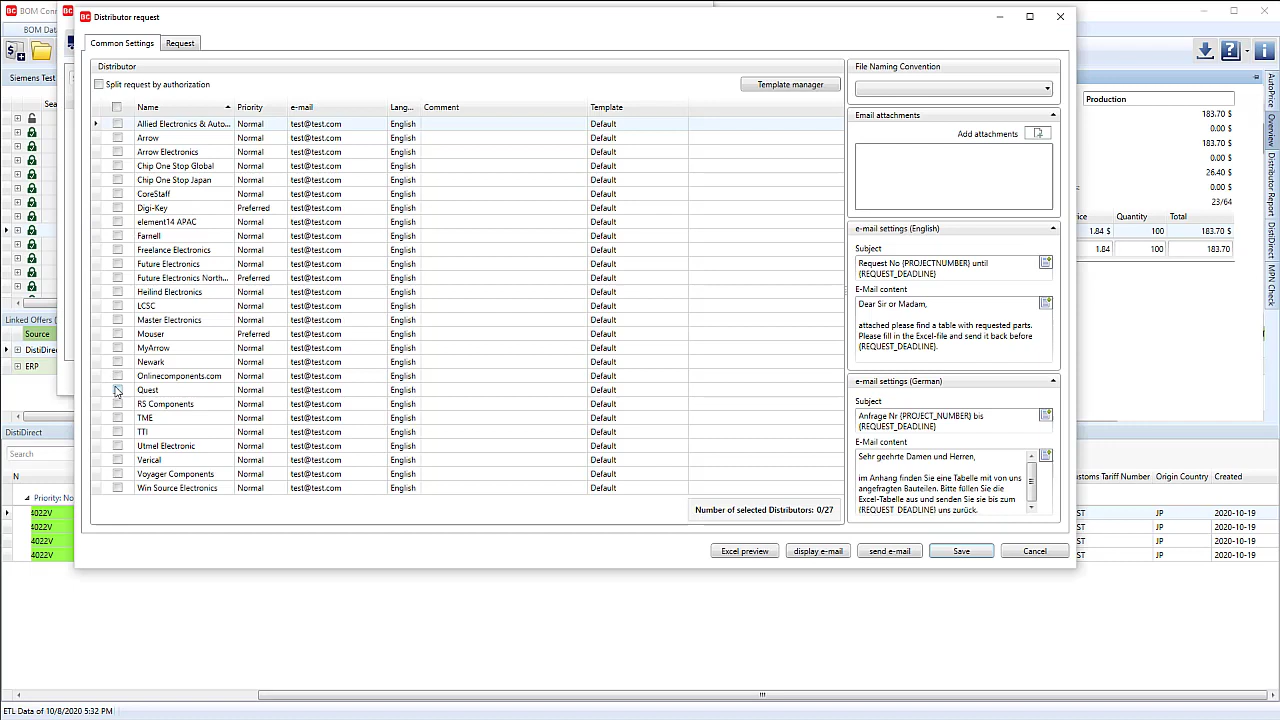 BC BOM Con
BC Distributor request
BOM Dat
Common Settings
Request
Siemens Test
Sea
Distributor
Split request by authorization
Template manager
Name Priority e-mail Lang... Comment Template
Allied Electronics & Auto... Normal test@test.com English Default
Arrow Normal test@test.com English Default
Arrow Electronics Normal test@test.com English Default
Chip One Stop Global Normal test@test.com English Default
Chip One Stop Japan Normal test@test.com English Default
CoreStaff Normal test@test.com English Default
Digi-Key Preferred test@test.com English Default
element14 APAC Normal test@test.com English Default
Farnell Normal test@test.com English Default
Freelance Electronics Normal test@test.com English Default
Future Electronics Normal test@test.com English Default
Future Electronics North... Preferred test@test.com English Default
Heilind Electronics Normal test@test.com English Default
LCSC Normal test@test.com English Default
Master Electronics Normal test@test.com English Default
Mouser Preferred test@test.com English Default
MyArrow Normal test@test.com English Default
Newark Normal test@test.com English Default
Onlinecomponents.com Normal test@test.com English Default
Quest Normal test@test.com English Default
RS Components Normal test@test.com English Default
TME Normal test@test.com English Default
TTI Normal test@test.com English Default
Utmel Electronic Normal test@test.com English Default
Verical Normal test@test.com English Default
Voyager Components Normal test@test.com English Default
Win Source Electronics Normal test@test.com English Default
Number of selected Distributors: 0/27
File Naming Convention
Email attachments
Add attachments
e-mail settings (English)
Subject
Request No {PROJECTNUMBER} until
{REQUEST_DEADLINE}
E-Mail content
Dear Sir or Madam,
attached please find a table with requested parts.
Please fill in the Excel-file and send it back before
{REQUEST_DEADLINE}.
e-mail settings (German)
Subject
Anfrage Nr {PROJECT_NUMBER} bis
{REQUEST_DEADLINE}
E-Mail content
Sehr geehrte Damen und Herren,
im Anhang finden Sie eine Tabelle mit von uns
angefragten Bauteilen. Bitte füllen Sie die
Excel-Tabelle aus und senden Sie sie bis zum
{REQUEST_DEADLINE} uns zurück.
Excel preview
display e-mail
send e-mail
Save
Cancel
Linked Offers (
Source
DistiDire
ERP
DistiDirect
Search
N
Priority: No
4022V
4022V
4022V
4022V
Production
183.70 $
0.00 $
183.70 $
0.00 $
26.40 $
0.00 $
23/64
ice Quantity Total
1.84 $ 100 183.70 $
1.84 100 183.70
AutoPrice
Overview
Distributor Report
DistiDirect
MPN Check
stoms Tariff Number Origin Country Created
ST JP 2020-10-19
ST JP 2020-10-19
ST JP 2020-10-19
ST JP 2020-10-19
ETL Data of 10/8/2020 5:32 PM